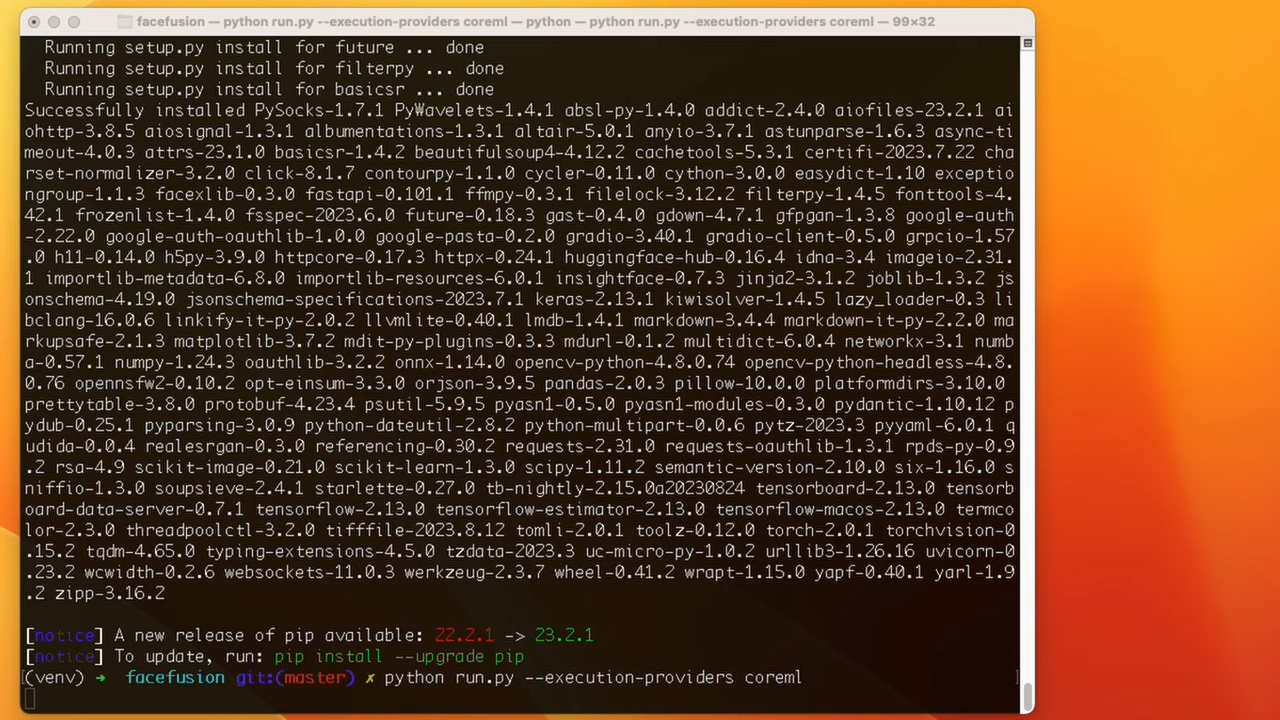 facefusion — python run.py --execution-providers coreml — python — python run.py --execution-providers coreml — 99×32
Running setup.py install for future ... done
Running setup.py install for filterpy ... done
Running setup.py install for basicsr ... done
Successfully installed PySocks-1.7.1 PyWavelets-1.4.1 absl-py-1.4.0 addict-2.4.0 aiofiles-23.2.1 ai
ohttp-3.8.5 aiosignal-1.3.1 albumentations-1.3.1 altair-5.0.1 anyio-3.7.1 astunparse-1.6.3 async-ti
meout-4.0.3 attrs-23.1.0 basicsr-1.4.2 beautifulsoup4-4.12.2 cachetools-5.3.1 certifi-2023.7.22 cha
rset-normalizer-3.2.0 click-8.1.7 contourpy-1.1.0 cycler-0.11.0 cython-3.0.0 easydict-1.10 exceptio
ngroup-1.1.3 facexlib-0.3.0 fastapi-0.101.1 ffmpy-0.3.1 filelock-3.12.2 filterpy-1.4.5 fonttools-4.
42.1 frozenlist-1.4.0 fsspec-2023.6.0 future-0.18.3 gast-0.4.0 gdown-4.7.1 gfpgan-1.3.8 google-auth
-2.22.0 google-auth-oauthlib-1.0.0 google-pasta-0.2.0 gradio-3.40.1 gradio-client-0.5.0 grpcio-1.57
.0 h11-0.14.0 h5py-3.9.0 httpcore-0.17.3 httpx-0.24.1 huggingface-hub-0.16.4 idna-3.4 imageio-2.31.
1 importlib-metadata-6.8.0 importlib-resources-6.0.1 insightface-0.7.3 jinja2-3.1.2 joblib-1.3.2 js
onschema-4.19.0 jsonschema-specifications-2023.7.1 keras-2.13.1 kiwisolver-1.4.5 lazy_loader-0.3 li
bclang-16.0.6 linkify-it-py-2.0.2 llvmlite-0.40.1 lmdb-1.4.1 markdown-3.4.4 markdown-it-py-2.2.0 ma
rkupsafe-2.1.3 matplotlib-3.7.2 mdit-py-plugins-0.3.3 mdurl-0.1.2 multidict-6.0.4 networkx-3.1 numb
a-0.57.1 numpy-1.24.3 oauthlib-3.2.2 onnx-1.14.0 opencv-python-4.8.0.74 opencv-python-headless-4.8.
0.76 opennsfw2-0.10.2 opt-einsum-3.3.0 orjson-3.9.5 pandas-2.0.3 pillow-10.0.0 platformdirs-3.10.0
prettytable-3.8.0 protobuf-4.23.4 psutil-5.9.5 pyasn1-0.5.0 pyasn1-modules-0.3.0 pydantic-1.10.12 p
ydub-0.25.1 pyparsing-3.0.9 python-dateutil-2.8.2 python-multipart-0.0.6 pytz-2023.3 pyyaml-6.0.1 q
udida-0.0.4 realesrgan-0.3.0 referencing-0.30.2 requests-2.31.0 requests-oauthlib-1.3.1 rpds-py-0.9
.2 rsa-4.9 scikit-image-0.21.0 scikit-learn-1.3.0 scipy-1.11.2 semantic-version-2.10.0 six-1.16.0 s
niffio-1.3.0 soupsieve-2.4.1 starlette-0.27.0 tb-nightly-2.15.0a20230824 tensorboard-2.13.0 tensorb
oard-data-server-0.7.1 tensorflow-2.13.0 tensorflow-estimator-2.13.0 tensorflow-macos-2.13.0 termco
lor-2.3.0 threadpoolctl-3.2.0 tifffile-2023.8.12 tomli-2.0.1 toolz-0.12.0 torch-2.0.1 torchvision-0
.15.2 tqdm-4.65.0 typing-extensions-4.5.0 tzdata-2023.3 uc-micro-py-1.0.2 urllib3-1.26.16 uvicorn-0
.23.2 wcwidth-0.2.6 websockets-11.0.3 werkzeug-2.3.7 wheel-0.41.2 wrapt-1.15.0 yapf-0.40.1 yarl-1.9
.2 zipp-3.16.2
[notice] A new release of pip available: 22.2.1 -> 23.2.1
[notice] To update, run: pip install --upgrade pip
(venv) ➜ facefusion git:(master) ✗ python run.py --execution-providers coreml